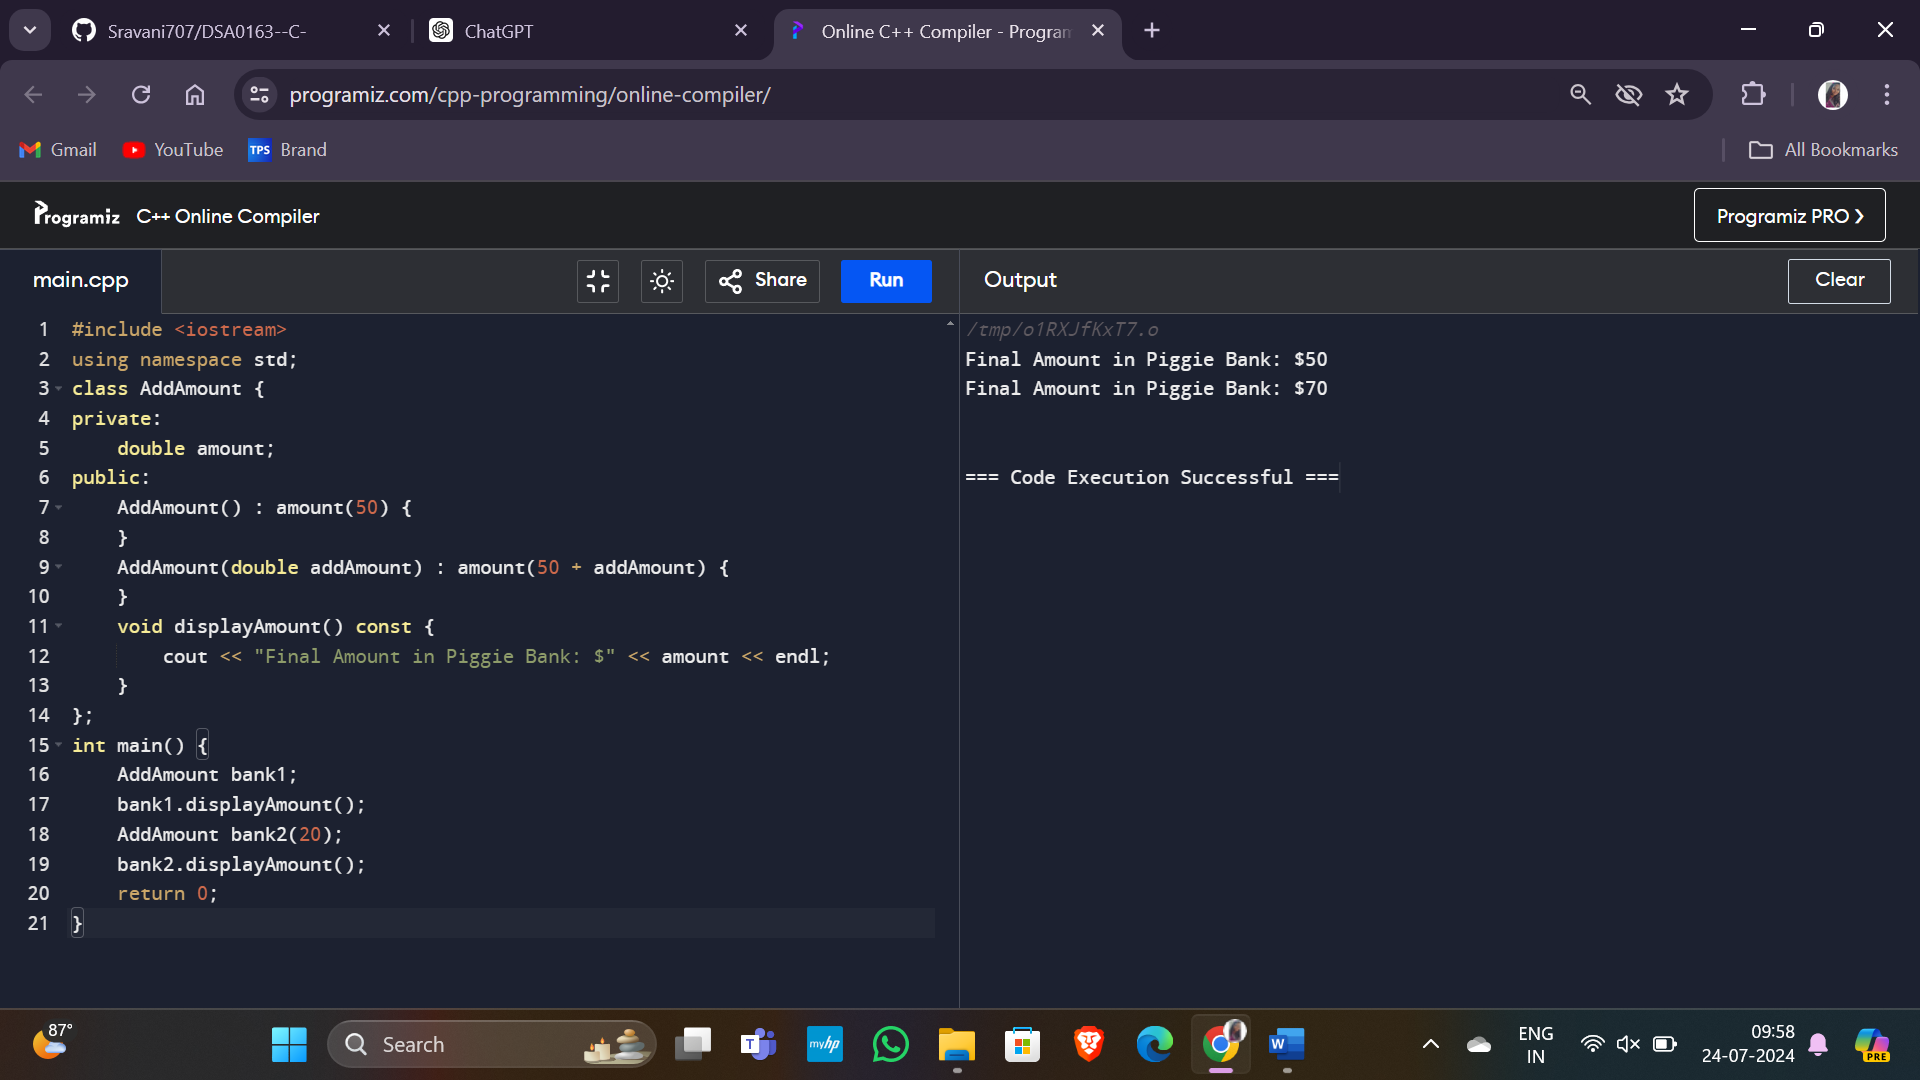 Sravani707/DSA0163--C-
ChatGPT
Online C++ Compiler - Program
programiz.com/cpp-programming/online-compiler/
Gmail
YouTube
TPS
Brand
All Bookmarks
Programiz
C++ Online Compiler
Programiz PRO ❯
main.cpp
Share
Run
Output
Clear
1 #include <iostream>
2 using namespace std;
3 class AddAmount {
4 private:
5     double amount;
6 public:
7     AddAmount() : amount(50) {
8     }
9     AddAmount(double addAmount) : amount(50 + addAmount) {
10     }
11     void displayAmount() const {
12         cout << "Final Amount in Piggie Bank: $" << amount << endl;
13     }
14 };
15 int main() {
16     AddAmount bank1;
17     bank1.displayAmount();
18     AddAmount bank2(20);
19     bank2.displayAmount();
20     return 0;
21 }
/tmp/o1RXJfKxT7.o
Final Amount in Piggie Bank: $50
Final Amount in Piggie Bank: $70
=== Code Execution Successful ===
87°
Search
T
myhp
W
ENG
IN
09:58
24-07-2024
PRE